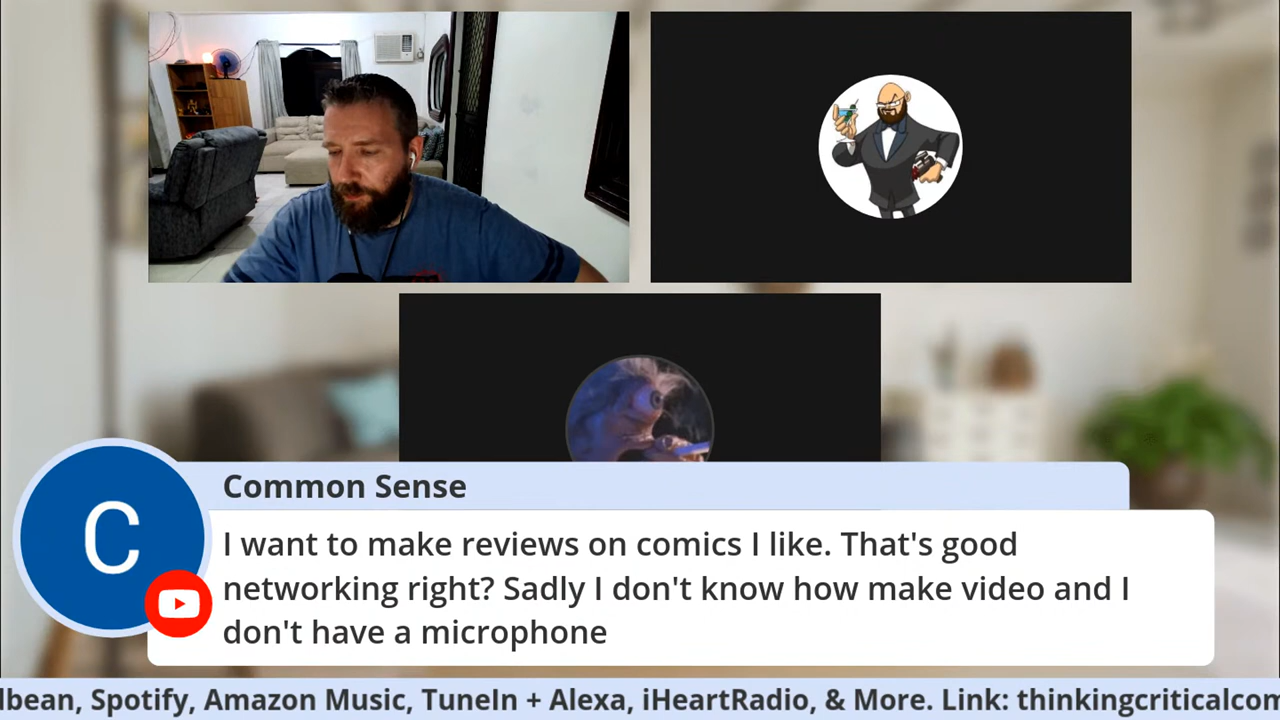 C
Common Sense
I want to make reviews on comics I like. That's good
networking right? Sadly I don't know how make video and I
don't have a microphone
lbean, Spotify, Amazon Music, TuneIn + Alexa, iHeartRadio, & More. Link: thinkingcriticalcom